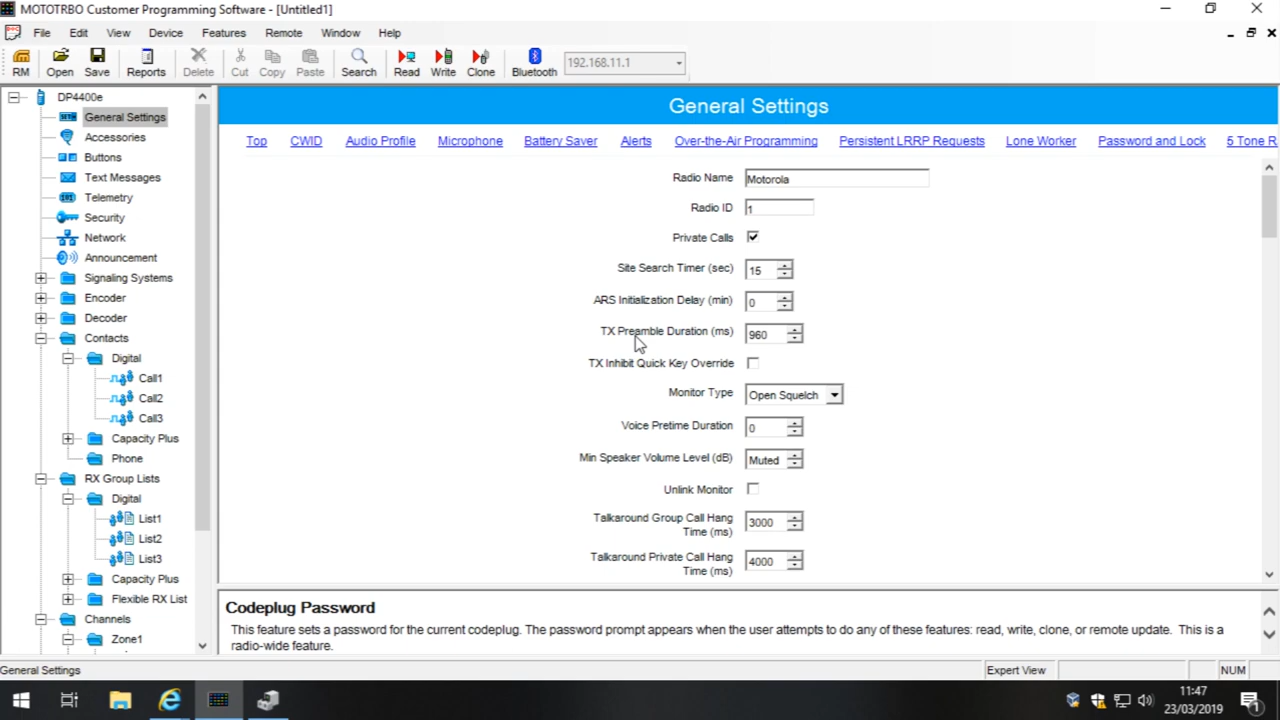 MOTOTRBO Customer Programming Software - [Untitled1]
File Edit View Device Features Remote Window Help
RM Open Save Reports Delete Cut Copy Paste Search Read Write Clone Bluetooth 192.168.11.1
DP4400e
General Settings
Accessories
Buttons
Text Messages
Telemetry
Security
Network
Announcement
Signaling Systems
Encoder
Decoder
Contacts
Digital
Call1
Call2
Call3
Capacity Plus
Phone
RX Group Lists
Digital
List1
List2
List3
Capacity Plus
Flexible RX List
Channels
Zone1
General Settings
Top CWID Audio Profile Microphone Battery Saver Alerts Over-the-Air Programming Persistent LRRP Requests Lone Worker Password and Lock 5 Tone R
Radio Name Motorola
Radio ID 1
Private Calls
Site Search Timer (sec) 15
ARS Initialization Delay (min) 0
TX Preamble Duration (ms) 960
TX Inhibit Quick Key Override
Monitor Type Open Squelch
Voice Pretime Duration 0
Min Speaker Volume Level (dB) Muted
Unlink Monitor
Talkaround Group Call Hang
Time (ms) 3000
Talkaround Private Call Hang
Time (ms) 4000
Codeplug Password
This feature sets a password for the current codeplug. The password prompt appears when the user attempts to do any of these features: read, write, clone, or remote update. This is a
radio-wide feature.
General Settings Expert View NUM
11:47
23/03/2019
1